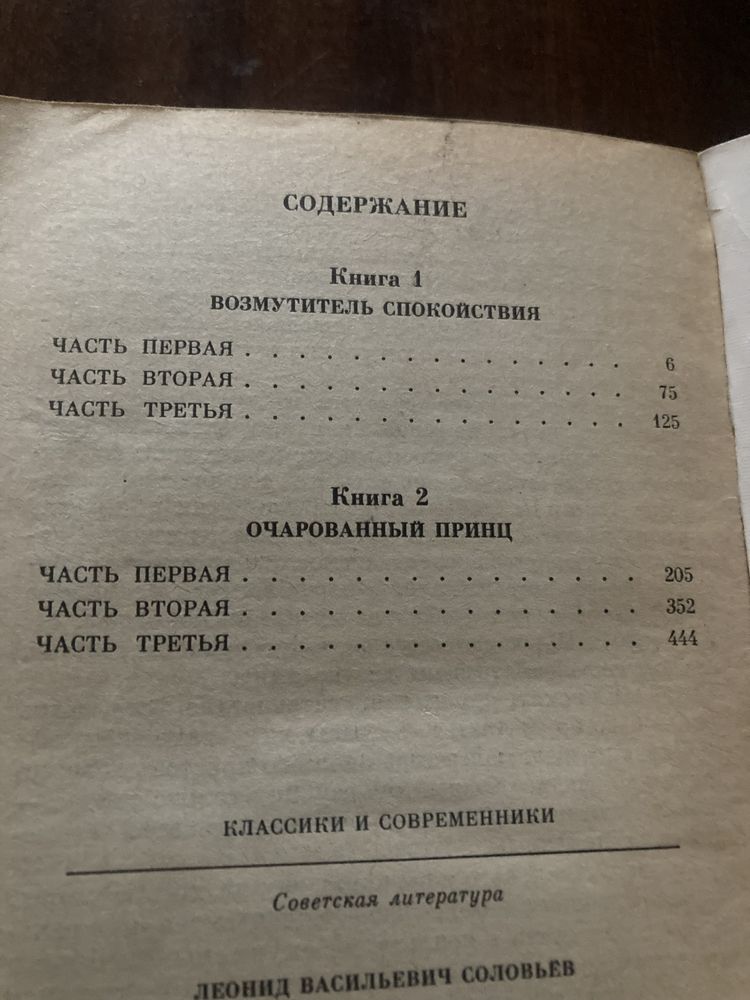 СОДЕРЖАНИЕ
Книга 1
ВОЗМУТИТЕЛЬ СПОКОЙСТВИЯ
ЧАСТЬ ПЕРВАЯ . . . . . . . . . . . . . . . 6
ЧАСТЬ ВТОРАЯ . . . . . . . . . . . . . . . 75
ЧАСТЬ ТРЕТЬЯ . . . . . . . . . . . . . . . 125
Книга 2
ОЧАРОВАННЫЙ ПРИНЦ
ЧАСТЬ ПЕРВАЯ . . . . . . . . . . . . . . . 205
ЧАСТЬ ВТОРАЯ . . . . . . . . . . . . . . . 352
ЧАСТЬ ТРЕТЬЯ . . . . . . . . . . . . . . . 444
КЛАССИКИ И СОВРЕМЕННИКИ
Советская литература
ЛЕОНИД ВАСИЛЬЕВИЧ СОЛОВЬЕВ